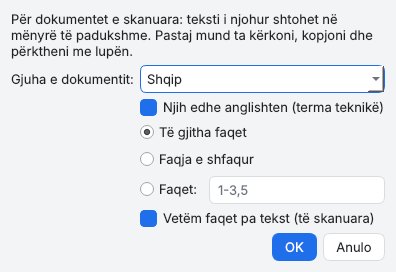 Për dokumentet e skanuara: teksti i njohur shtohet në
mënyrë të padukshme. Pastaj mund ta kërkoni, kopjoni dhe
përktheni me lupën.
Gjuha e dokumentit: Shqip
Njih edhe anglishten (terma teknikë)
Të gjitha faqet
Faqja e shfaqur
Faqet: 1-3,5
Vetëm faqet pa tekst (të skanuara)
OK Anulo